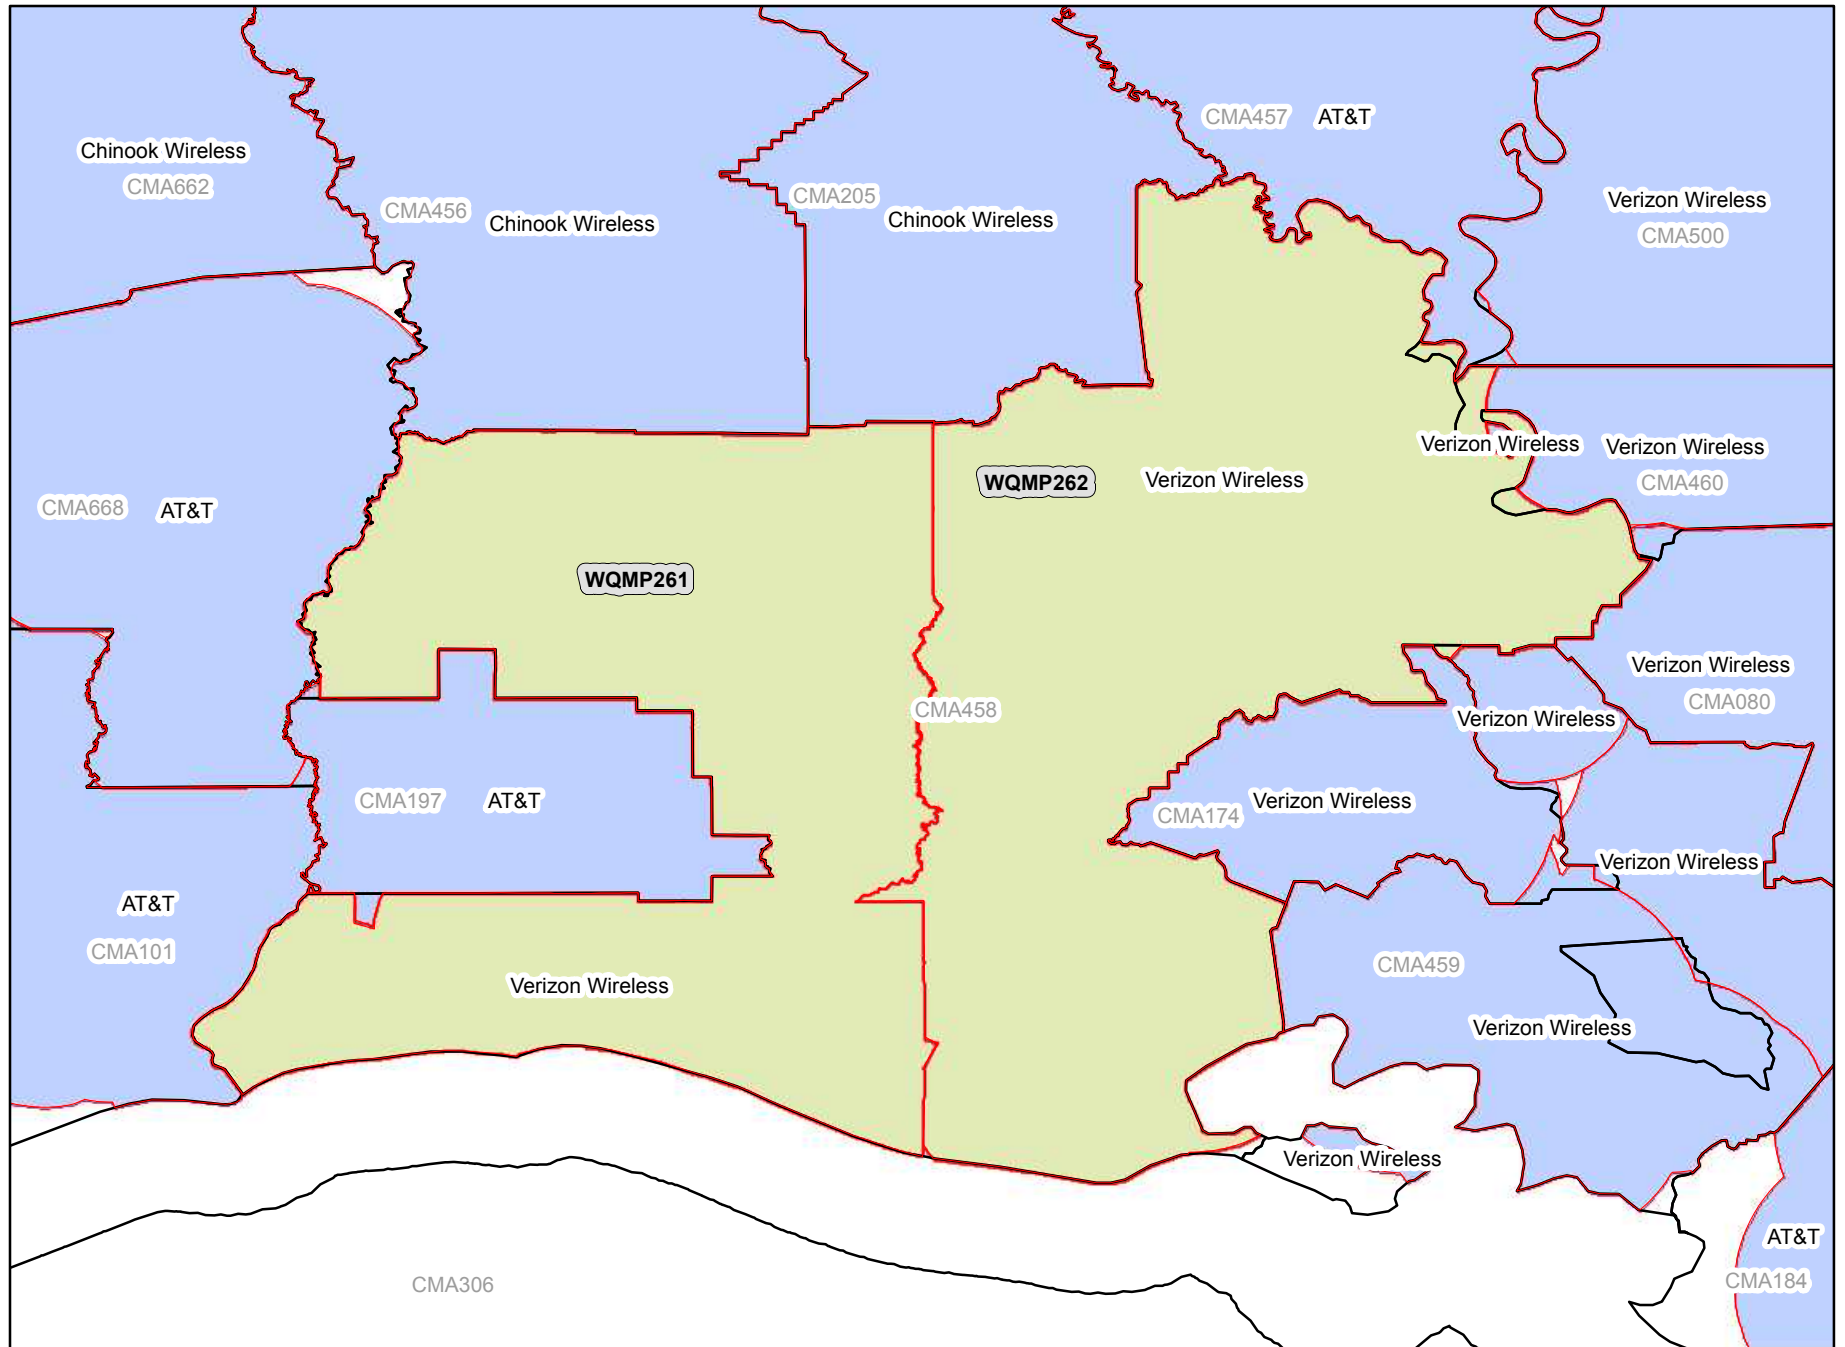 CMA457 AT&T
Chinook Wireless
CMA662
CMA456
Chinook Wireless
CMA205
Chinook Wireless
Verizon Wireless
CMA500
Verizon Wireless
Verizon Wireless
CMA460
WQMP262
Verizon Wireless
CMA668 AT&T
WQMP261
Verizon Wireless
CMA080
CMA458
Verizon Wireless
CMA197 AT&T
Verizon Wireless
CMA174
Verizon Wireless
AT&T
CMA101
CMA459
Verizon Wireless
Verizon Wireless
Verizon Wireless
AT&T
CMA184
CMA306